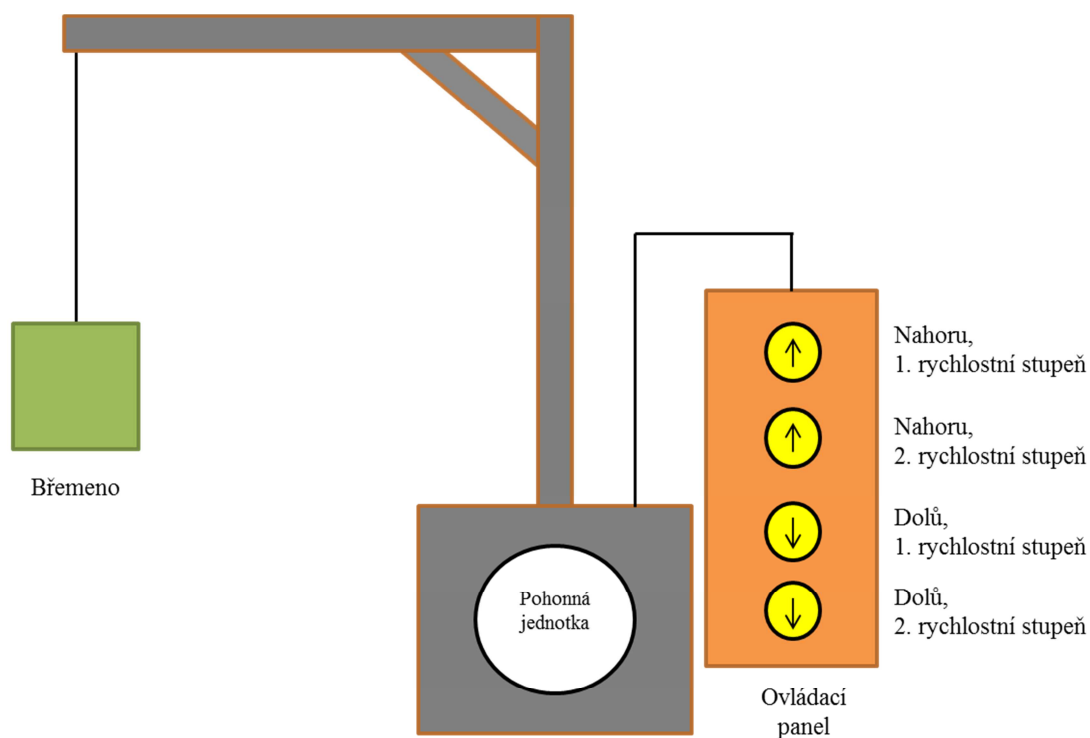 Nahoru,
1. rychlostní stupeň
Nahoru,
2. rychlostní stupeň
Břemeno
Dolů,
1. rychlostní stupeň
Pohonná
jednotka
Dolů,
2. rychlostní stupeň
Ovládací
panel